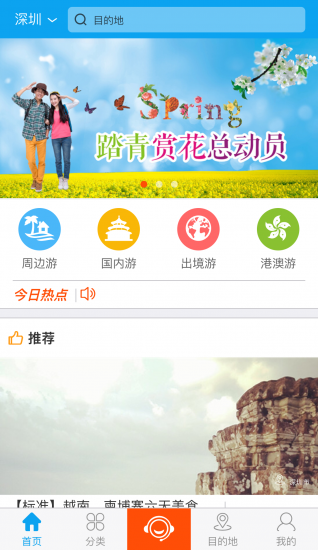 深圳
目的地
Spring
踏青赏花总动员
周边游
国内游
出境游
港澳游
今日热点
推荐
【标准】越南、柬埔寨六天美食
首页
分类
目的地
我的